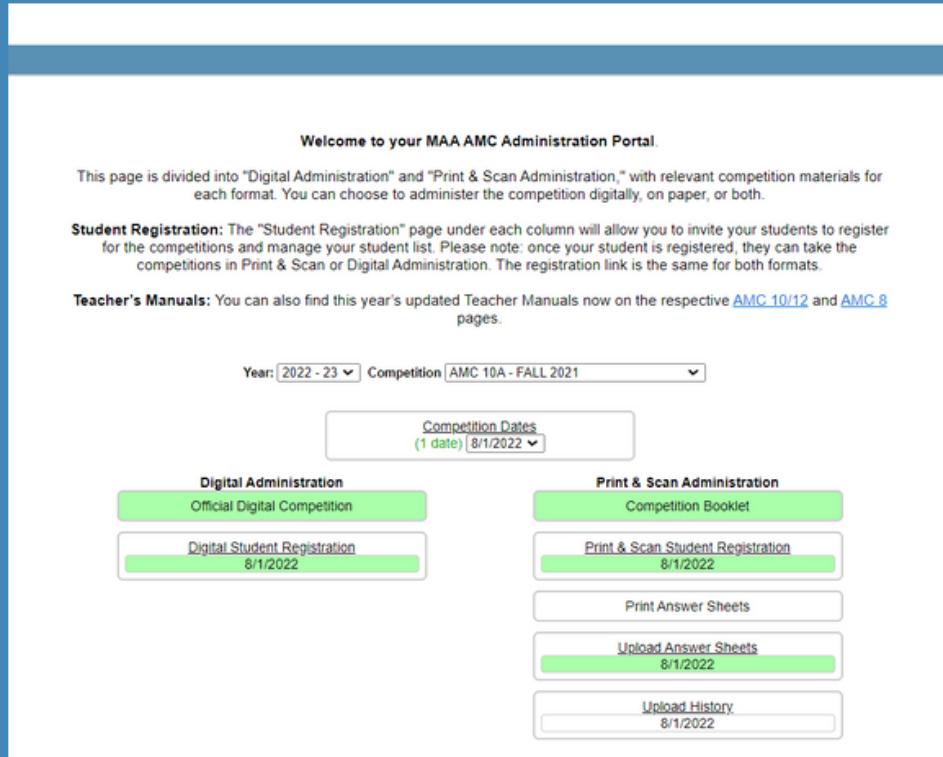 Welcome to your MAA AMC Administration Portal.
This page is divided into "Digital Administration" and "Print & Scan Administration," with relevant competition materials for
each format. You can choose to administer the competition digitally, on paper, or both.
Student Registration: The "Student Registration" page under each column will allow you to invite your students to register
for the competitions and manage your student list. Please note: once your student is registered, they can take the
competitions in Print & Scan or Digital Administration. The registration link is the same for both formats.
Teacher's Manuals: You can also find this year's updated Teacher Manuals now on the respective AMC 10/12 and AMC 8
pages.
Year: 2022 - 23 Competition AMC 10A - FALL 2021
Competition Dates
(1 date) 8/1/2022
Digital Administration
Official Digital Competition
Digital Student Registration
8/1/2022
Print & Scan Administration
Competition Booklet
Print & Scan Student Registration
8/1/2022
Print Answer Sheets
Upload Answer Sheets
8/1/2022
Upload History
8/1/2022